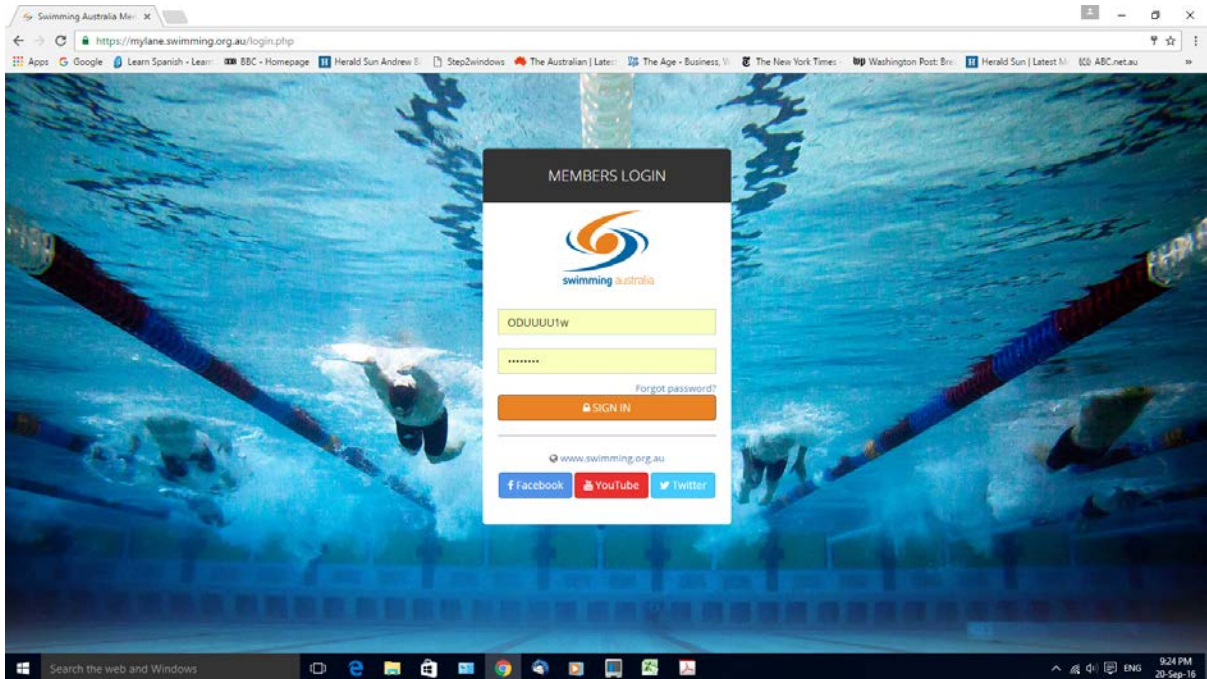 Swimming Australia Mem
https://mylane.swimming.org.au/login.php
Apps Google Learn Spanish - Learn BBC - Homepage Herald Sun Andrew B Step2windows The Australian | Latest The Age - Business, W The New York Times - Washington Post: Bre Herald Sun | Latest M ABC.net.au
MEMBERS LOGIN
swimming australia
ODUUUU1w
••••••••
Forgot password?
SIGN IN
www.swimming.org.au
Facebook YouTube Twitter
Search the web and Windows
ENG
9:24 PM
20-Sep-16